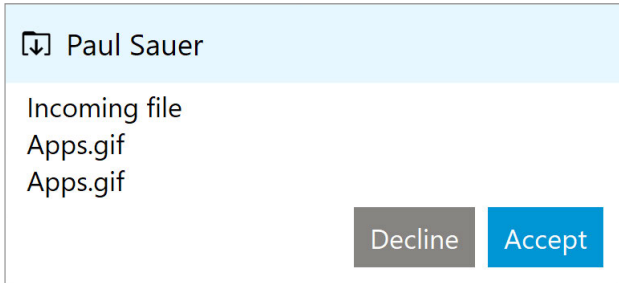 Paul Sauer
Incoming file
Apps.gif
Apps.gif
Decline Accept